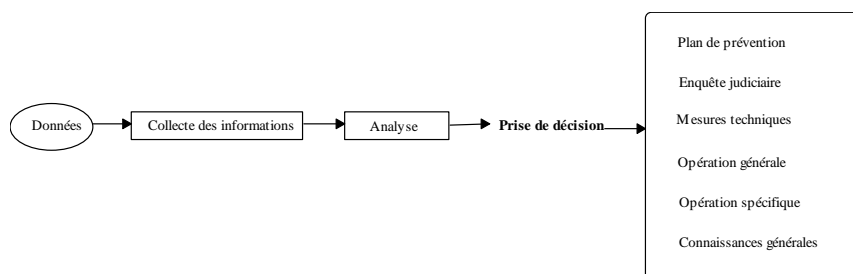 Données
Collecte des informations
Analyse
Prise de décision
Plan de prévention
Enquête judiciaire
Mesures techniques
Opération générale
Opération spécifique
Connaissances générales